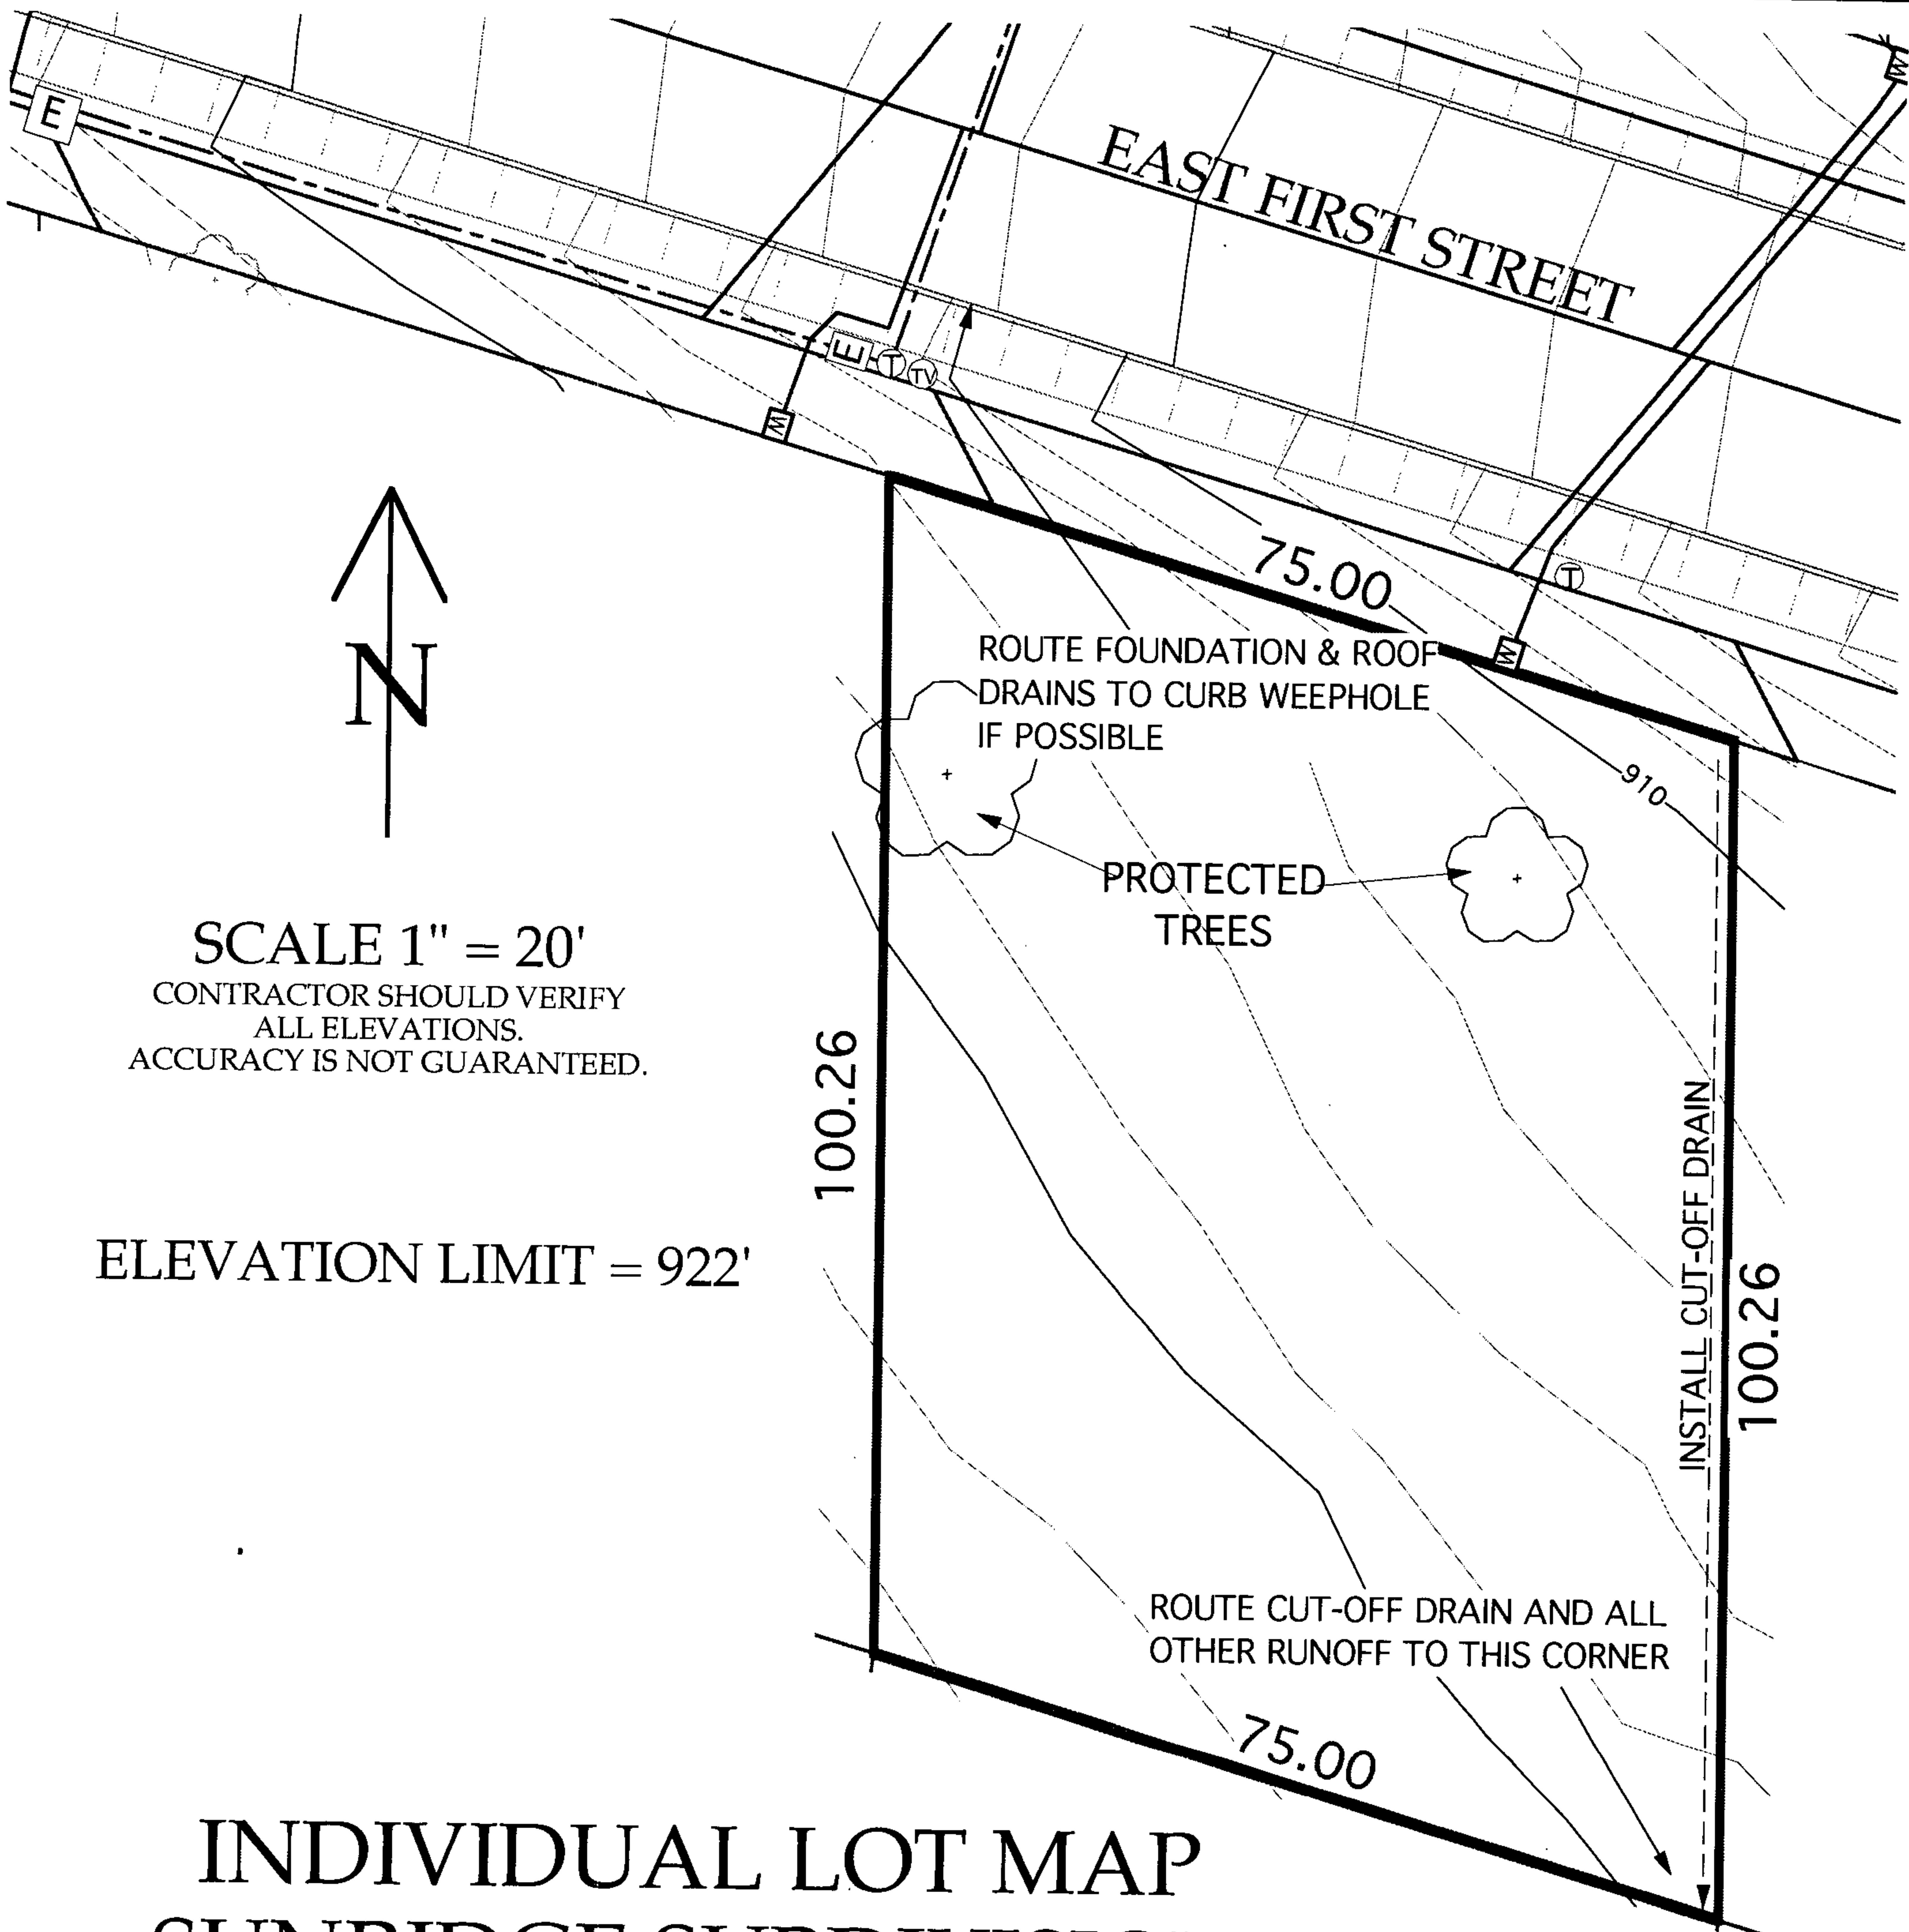 E
W
EAST FIRST STREET
E
T
TV
W
T
W
75.00
ROUTE FOUNDATION & ROOF
DRAINS TO CURB WEEPHOLE
IF POSSIBLE
N
910
PROTECTED
TREES
SCALE 1" = 20'
CONTRACTOR SHOULD VERIFY
ALL ELEVATIONS.
ACCURACY IS NOT GUARANTEED.
100.26
INSTALL CUT-OFF DRAIN
100.26
ELEVATION LIMIT = 922'
ROUTE CUT-OFF DRAIN AND ALL
OTHER RUNOFF TO THIS CORNER
75.00
INDIVIDUAL LOT MAP